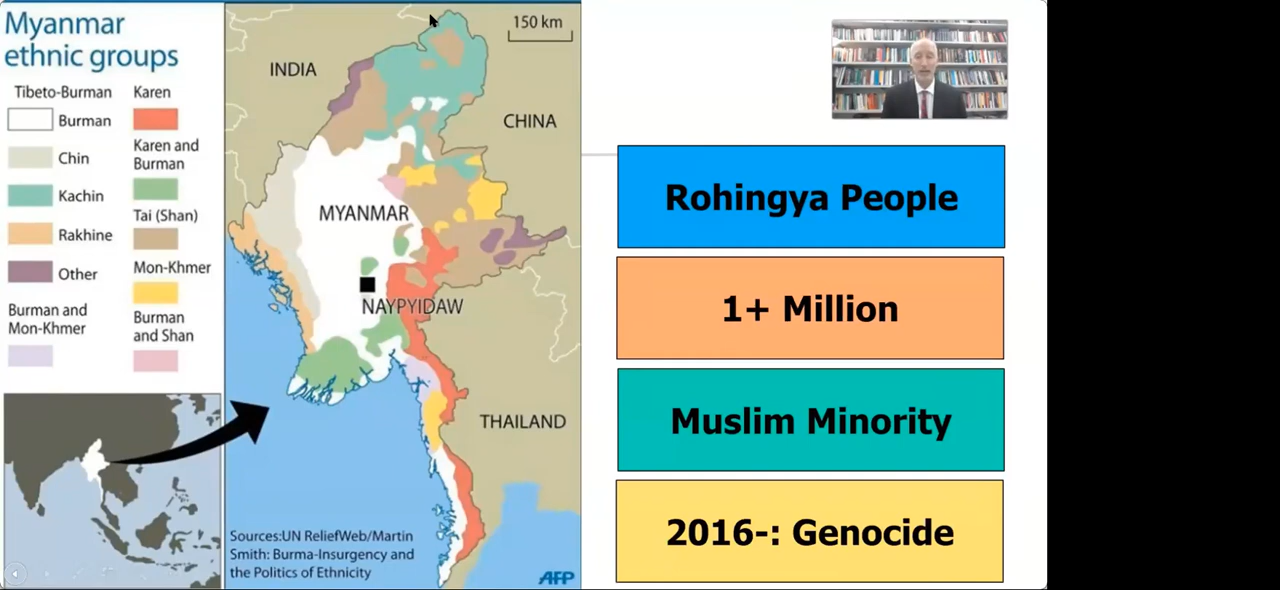 Myanmar
ethnic groups
Tibeto-Burman
Burman
Chin
Kachin
Rakhine
Other
Burman and
Mon-Khmer
Karen
Karen and
Burman
Tai (Shan)
Mon-Khmer
Burman
and Shan
150 km
INDIA
CHINA
MYANMAR
NAYPYIDAW
THAILAND
Sources:UN ReliefWeb/Martin
Smith: Burma-Insurgency and
the Politics of Ethnicity
AFP
Rohingya People
1+ Million
Muslim Minority
2016-: Genocide